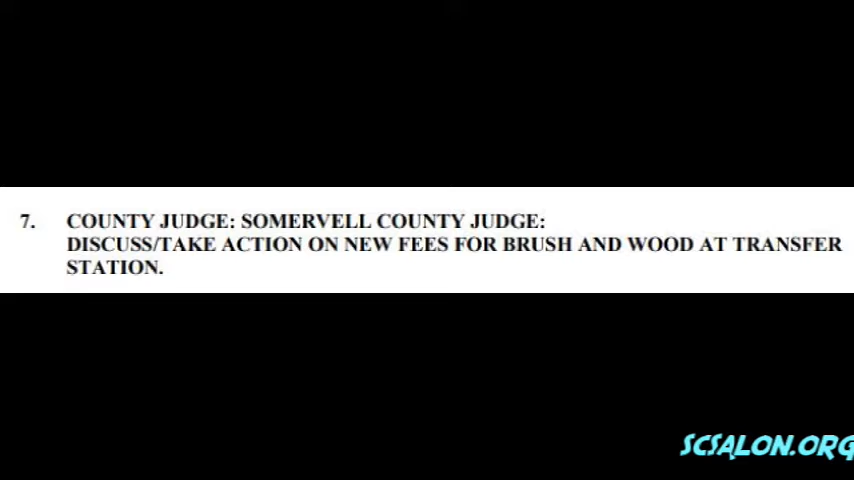 7. COUNTY JUDGE: SOMERVELL COUNTY JUDGE:
DISCUSS/TAKE ACTION ON NEW FEES FOR BRUSH AND WOOD AT TRANSFER
STATION.
SCSALON.ORG